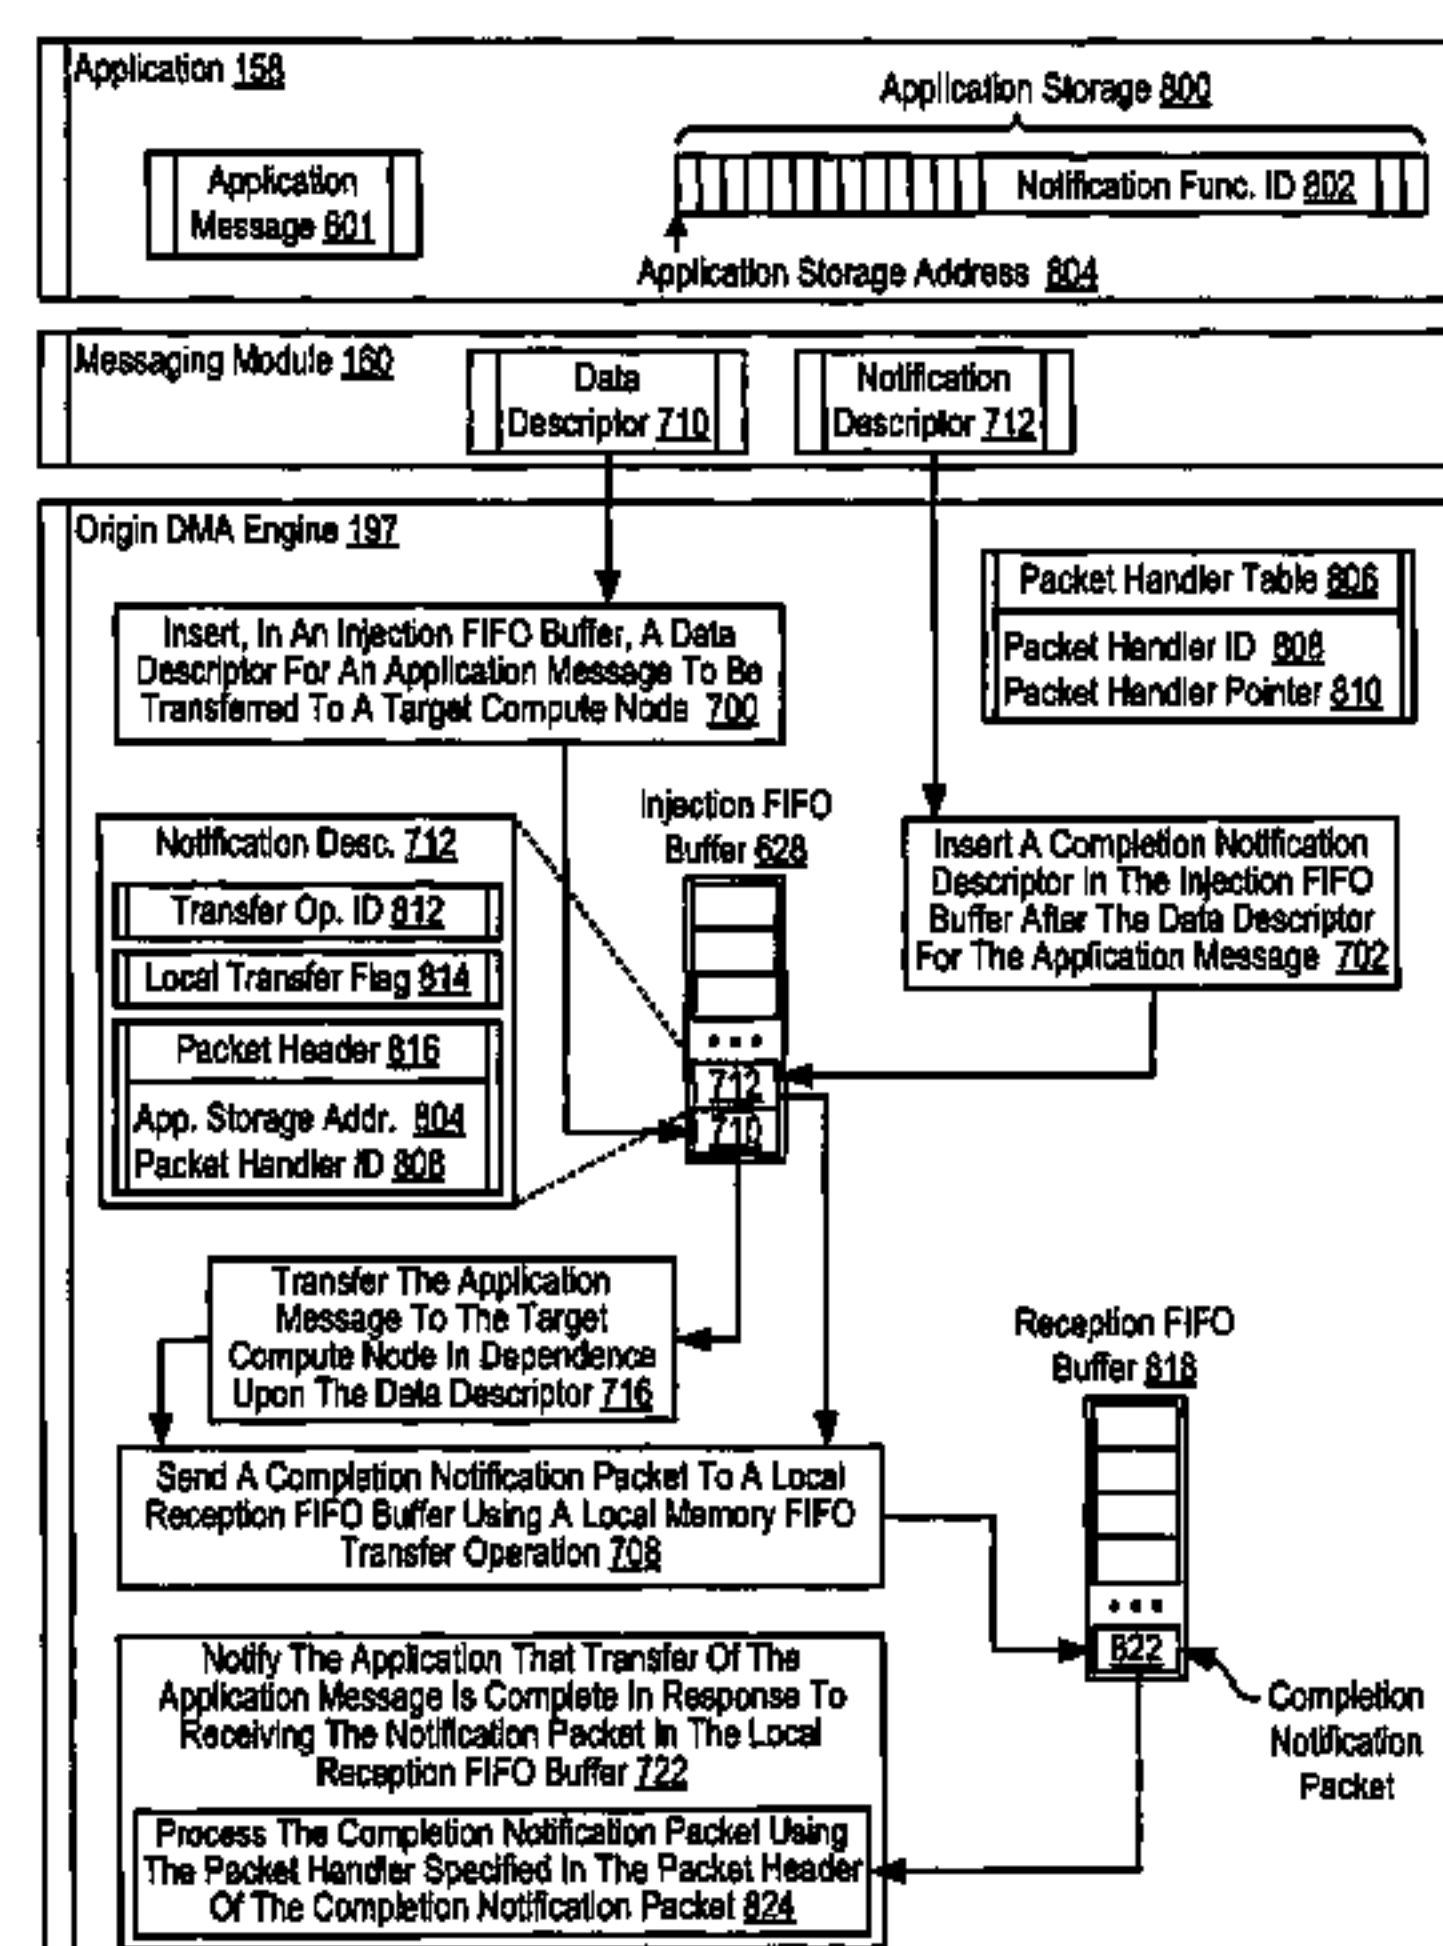 Application 158
Application Storage 800
Application
Message 601
Notification Func. ID 802
Application Storage Address 804
Messaging Module 160
Data
Descriptor 710
Notification
Descriptor 712
Origin DMA Engine 197
Packet Handler Table 806
Packet Handler ID 808
Packet Handler Pointer 810
Insert, In An Injection FIFO Buffer, A Data
Descriptor For An Application Message To Be
Transferred To A Target Compute Node 700
Injection FIFO
Buffer 628
Insert A Completion Notification
Descriptor In The Injection FIFO
Buffer After The Data Descriptor
For The Application Message 702
Notification Desc. 712
Transfer Op. ID 812
Local Transfer Flag 814
Packet Header 816
App. Storage Addr. 804
Packet Handler ID 808
712
710
Transfer The Application
Message To The Target
Compute Node In Dependence
Upon The Data Descriptor 716
Reception FIFO
Buffer 818
Send A Completion Notification Packet To A Local
Reception FIFO Buffer Using A Local Memory FIFO
Transfer Operation 708
822
Completion
Notification
Packet
Notify The Application That Transfer Of The
Application Message Is Complete In Response To
Receiving The Notification Packet In The Local
Reception FIFO Buffer 722
Process The Completion Notification Packet Using
The Packet Handler Specified In The Packet Header
Of The Completion Notification Packet 824